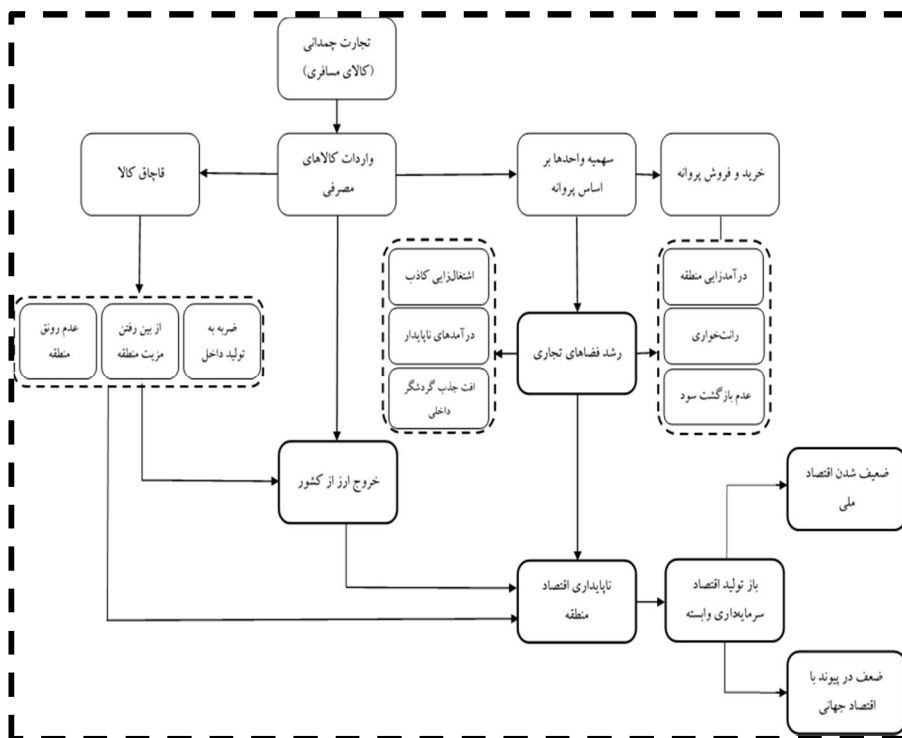 تجارت چمدانی
(کالای مسافری)
خرید و فروش پروانه
سهمیه واحدها بر
اساس پروانه
واردات کالاهای
مصرفی
قاچاق کالا
درآمدزایی منطقه
رانت‌خواری
عدم بازگشت سود
اشتغال‌زایی کاذب
درآمدهای ناپایدار
افت جذب گردشگر
داخلی
رشد فضاهای تجاری
ضربه به
تولید داخل
از بین رفتن
مزیت منطقه
عدم رونق
منطقه
خروج ارز از کشور
ضعیف شدن اقتصاد
ملی
باز تولید اقتصاد
سرمایه‌داری وابسته
ناپایداری اقتصاد
منطقه
ضعف در پیوند با
اقتصاد جهانی